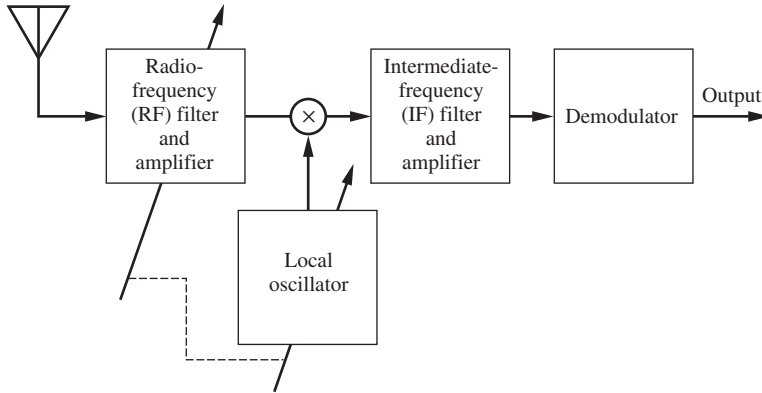 Radio-
frequency
(RF) filter
and
amplifier
×
Intermediate-
frequency
(IF) filter
and
amplifier
Demodulator
Output
Local
oscillator